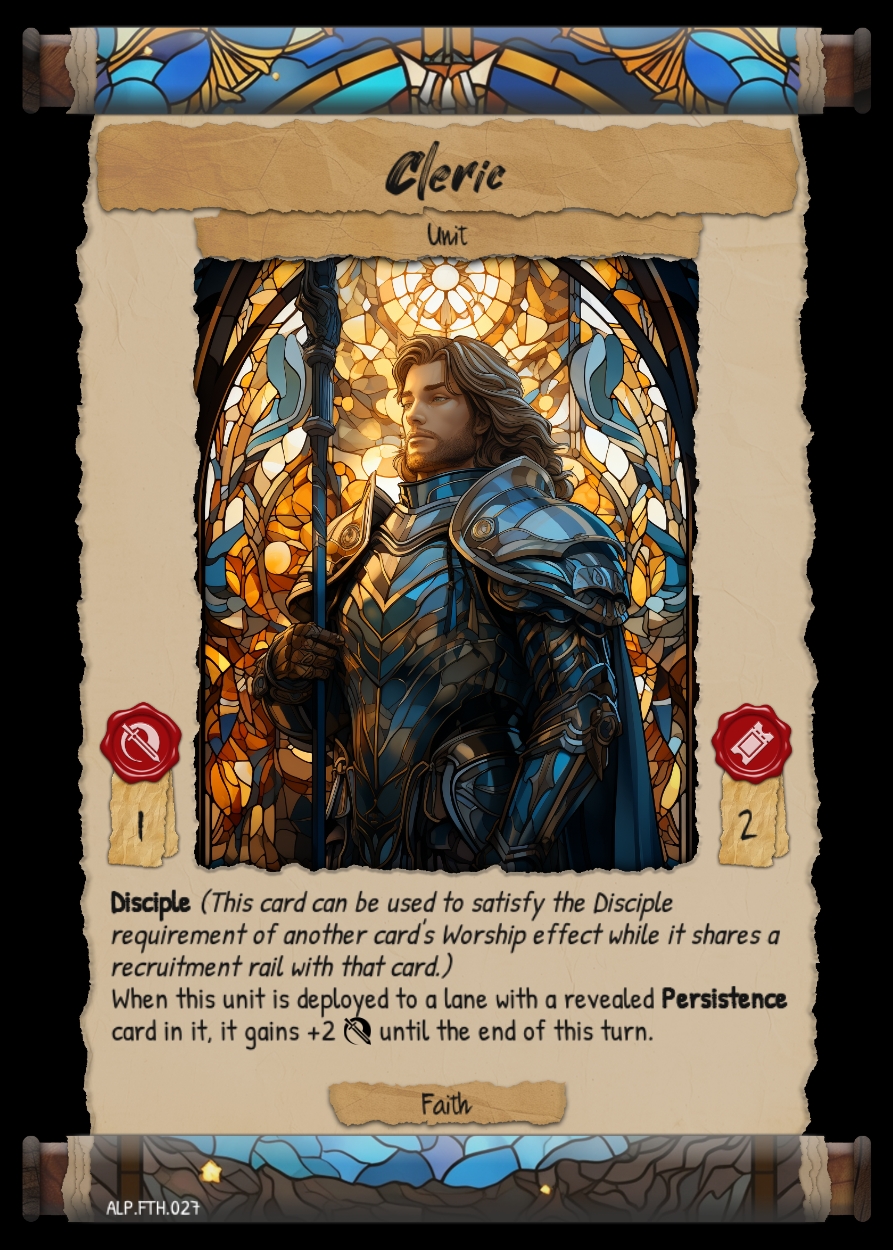 Cleric
Unit
1
2
Disciple (This card can be used to satisfy the Disciple
requirement of another card's Worship effect while it shares a
recruitment rail with that card.)
When this unit is deployed to a lane with a revealed Persistence
card in it, it gains +2 until the end of this turn.
Faith
ALP.FTH.027